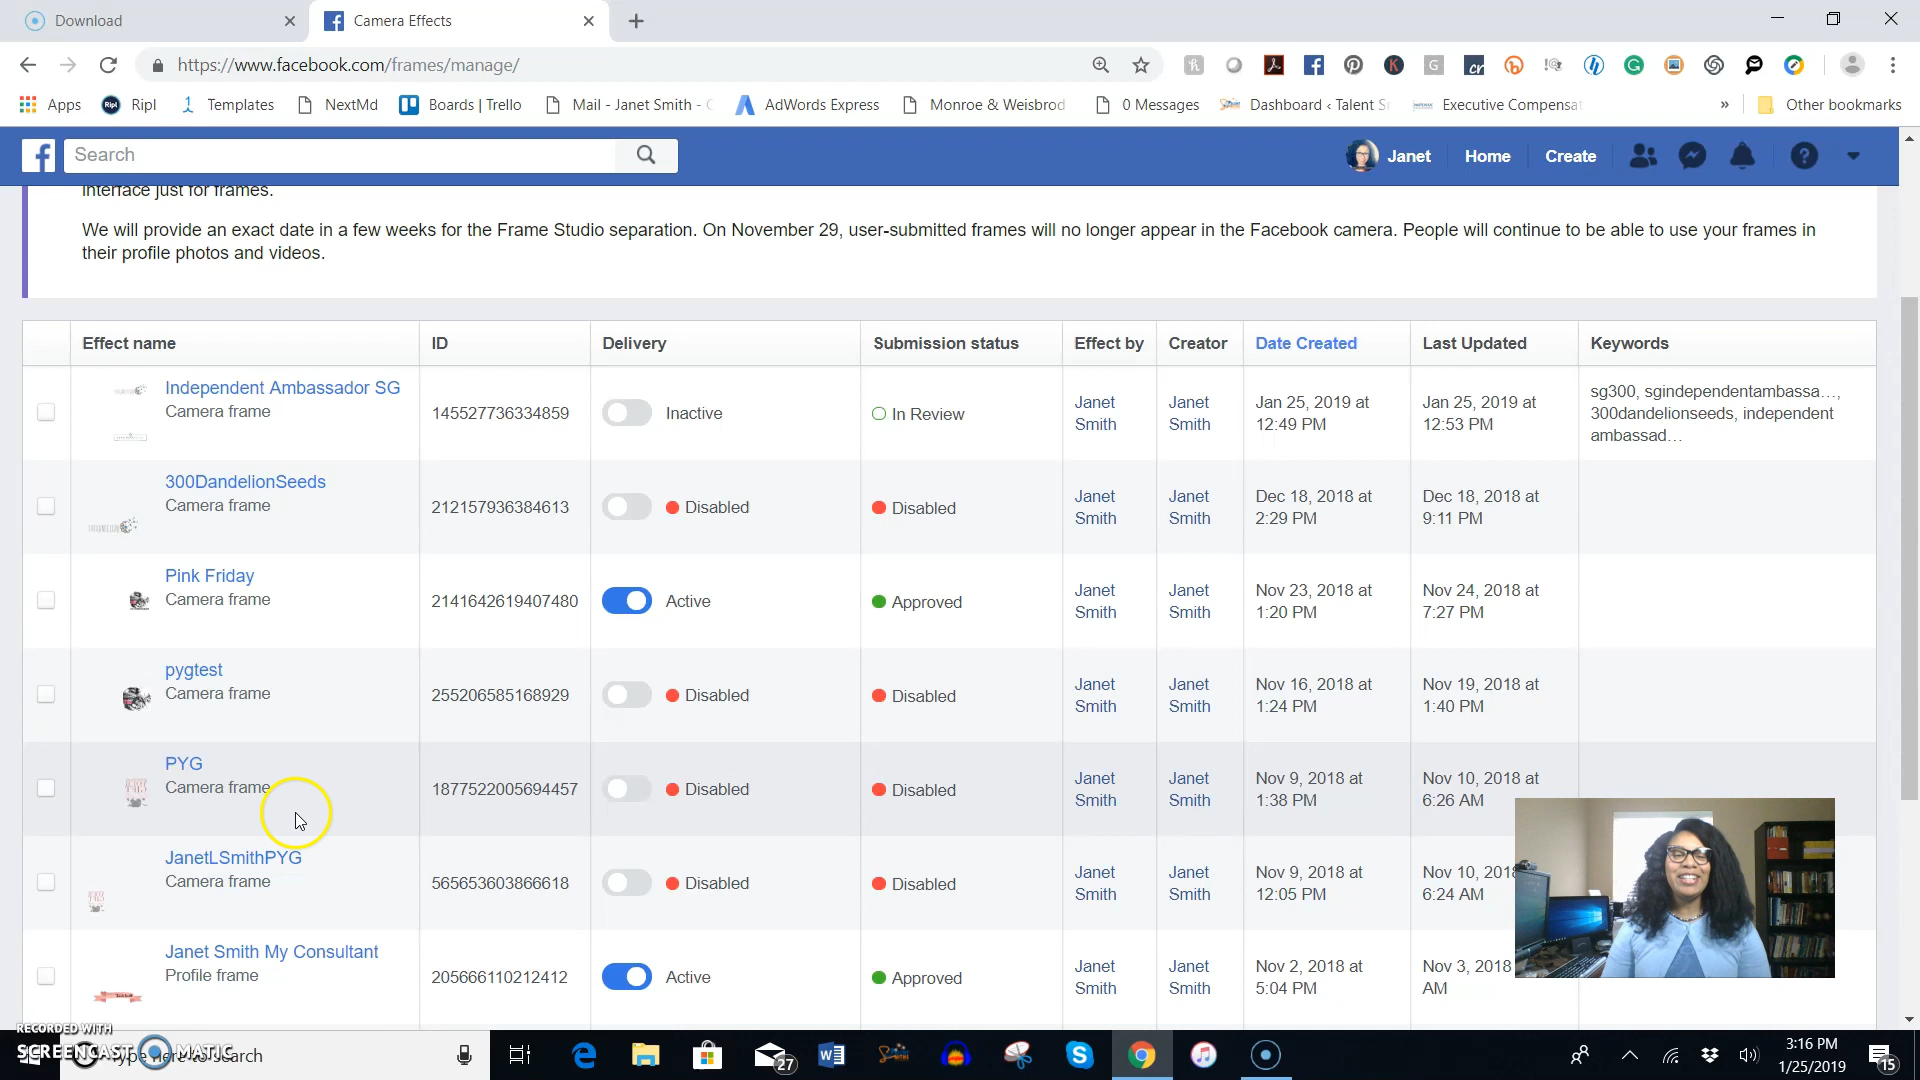 Download
Camera Effects
https://www.facebook.com/frames/manage/
Apps Ripl Templates NextMd Boards | Trello Mail - Janet Smith - AdWords Express Monroe & Weisbrod 0 Messages Dashboard ‹ Talent Executive Compensat » Other bookmarks
Search
Janet Home Create
interface just for frames.
We will provide an exact date in a few weeks for the Frame Studio separation. On November 29, user-submitted frames will no longer appear in the Facebook camera. People will continue to be able to use your frames in
their profile photos and videos.
Effect name ID Delivery Submission status Effect by Creator Date Created Last Updated Keywords
Independent Ambassador SG
Camera frame
145527736334859
Inactive
In Review
Janet
Smith
Janet
Smith
Jan 25, 2019 at
12:49 PM
Jan 25, 2019 at
12:53 PM
sg300, sgindependentambassa…,
300dandelionseeds, independent
ambassad…
300DandelionSeeds
Camera frame
212157936384613
Disabled
Disabled
Janet
Smith
Janet
Smith
Dec 18, 2018 at
2:29 PM
Dec 18, 2018 at
9:11 PM
Pink Friday
Camera frame
2141642619407480
Active
Approved
Janet
Smith
Janet
Smith
Nov 23, 2018 at
1:20 PM
Nov 24, 2018 at
7:27 PM
pygtest
Camera frame
255206585168929
Disabled
Disabled
Janet
Smith
Janet
Smith
Nov 16, 2018 at
1:24 PM
Nov 19, 2018 at
1:40 PM
PYG
Camera frame
1877522005694457
Disabled
Disabled
Janet
Smith
Janet
Smith
Nov 9, 2018 at
1:38 PM
Nov 10, 2018 at
6:26 AM
JanetLSmithPYG
Camera frame
565653603866618
Disabled
Disabled
Janet
Smith
Janet
Smith
Nov 9, 2018 at
12:05 PM
Nov 10, 201
6:24 AM
Janet Smith My Consultant
Profile frame
205666110212412
Active
Approved
Janet
Smith
Janet
Smith
Nov 2, 2018 at
5:04 PM
Nov 3, 2018
AM
RECORDED WITH
SCREENCAST MATIC
Type here to search
27
3:16 PM
1/25/2019
15